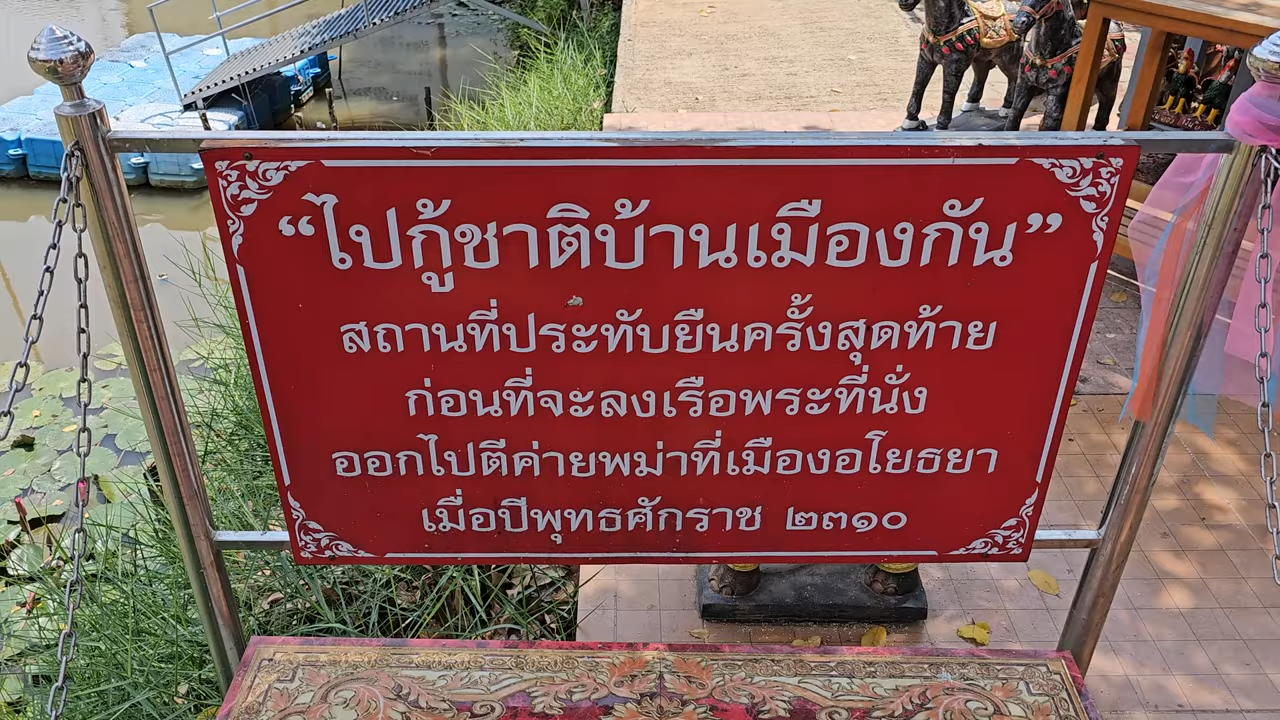 “ไปกู้ชาติบ้านเมืองกัน”
สถานที่ประทับยืนครั้งสุดท้าย
ก่อนที่จะลงเรือพระที่นั่ง
ออกไปตีค่ายพม่าที่เมืองอโยธยา
เมื่อปีพุทธศักราช ๒๓๑๐